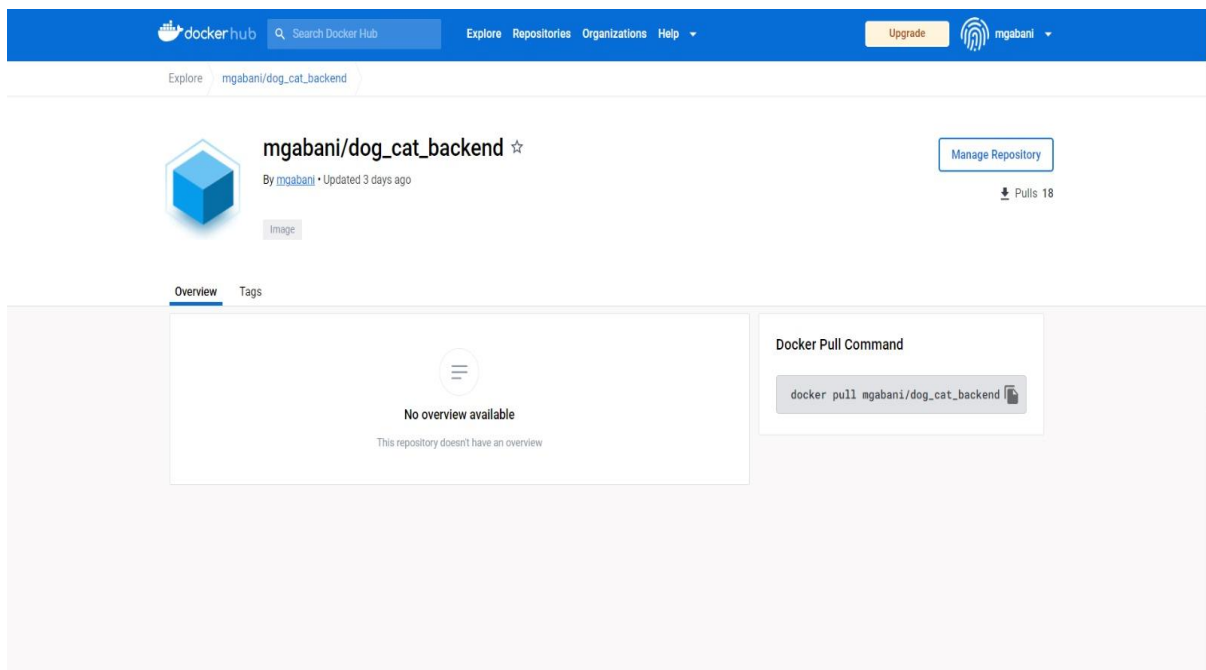 dockerhub Search Docker Hub Explore Repositories Organizations Help Upgrade mgabani
Explore mgabani/dog_cat_backend
mgabani/dog_cat_backend
Manage Repository
By mgabani • Updated 3 days ago
Pulls 18
Image
Overview Tags
Docker Pull Command
docker pull mgabani/dog_cat_backend
No overview available
This repository doesn't have an overview